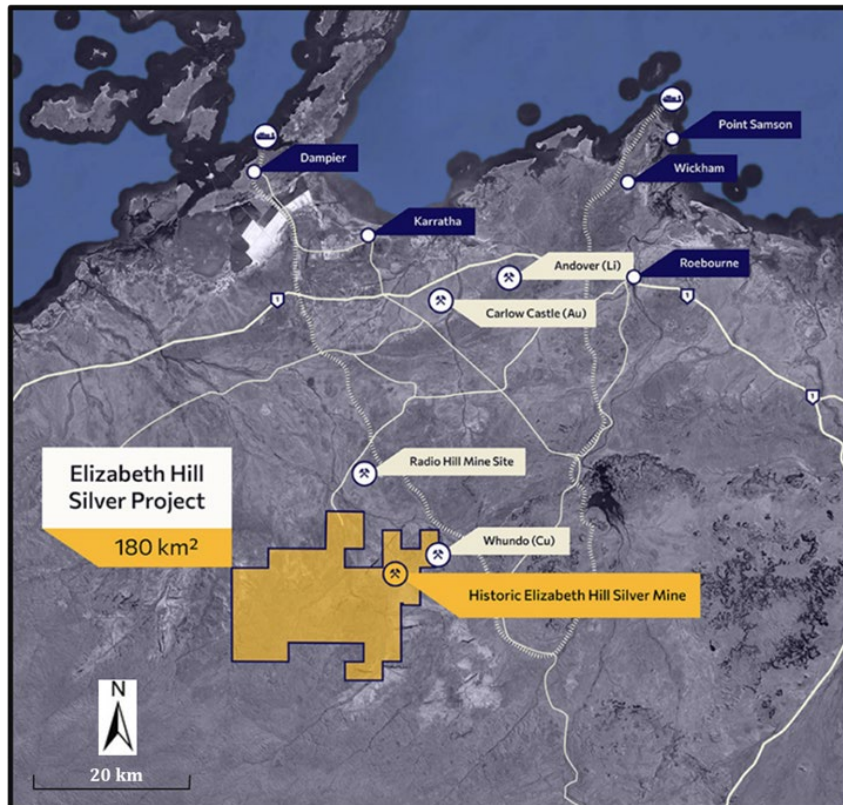 Point Samson
Dampier
Wickham
Karratha
Andover (Li)
Roebourne
1
1
Carlow Castle (Au)
1
Elizabeth Hill
Silver Project
180 km²
Radio Hill Mine Site
Whundo (Cu)
Historic Elizabeth Hill Silver Mine
N
20 km